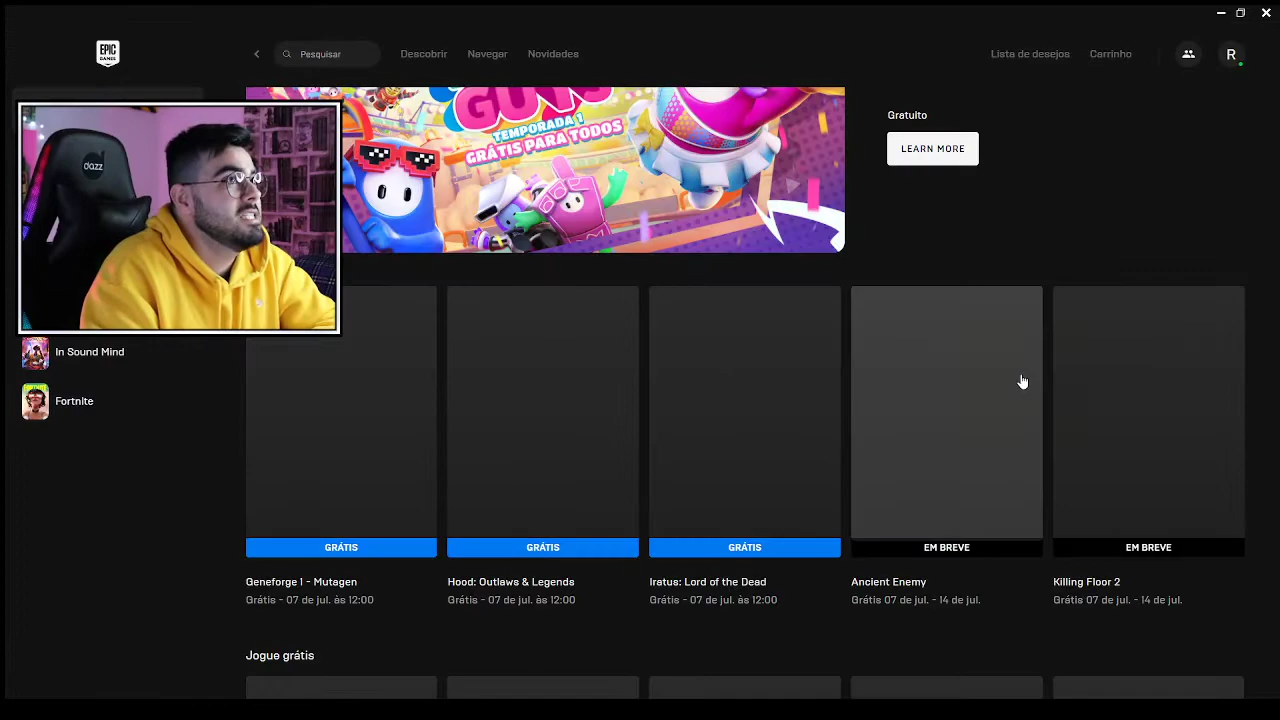 EPIC
GAMES
Pesquisar
Descobrir
Navegar
Novidades
Lista de desejos
Carrinho
R
GUYS
TEMPORADA 1
GRÁTIS PARA TODOS
Gratuito
LEARN MORE
dazz
In Sound Mind
Fortnite
GRÁTIS
GRÁTIS
GRÁTIS
EM BREVE
EM BREVE
Geneforge 1 - Mutagen
Hood: Outlaws & Legends
Iratus: Lord of the Dead
Ancient Enemy
Killing Floor 2
Grátis - 07 de jul. às 12:00
Grátis - 07 de jul. às 12:00
Grátis - 07 de jul. às 12:00
Grátis 07 de jul. - 14 de jul.
Grátis 07 de jul. - 14 de jul.
Jogue grátis